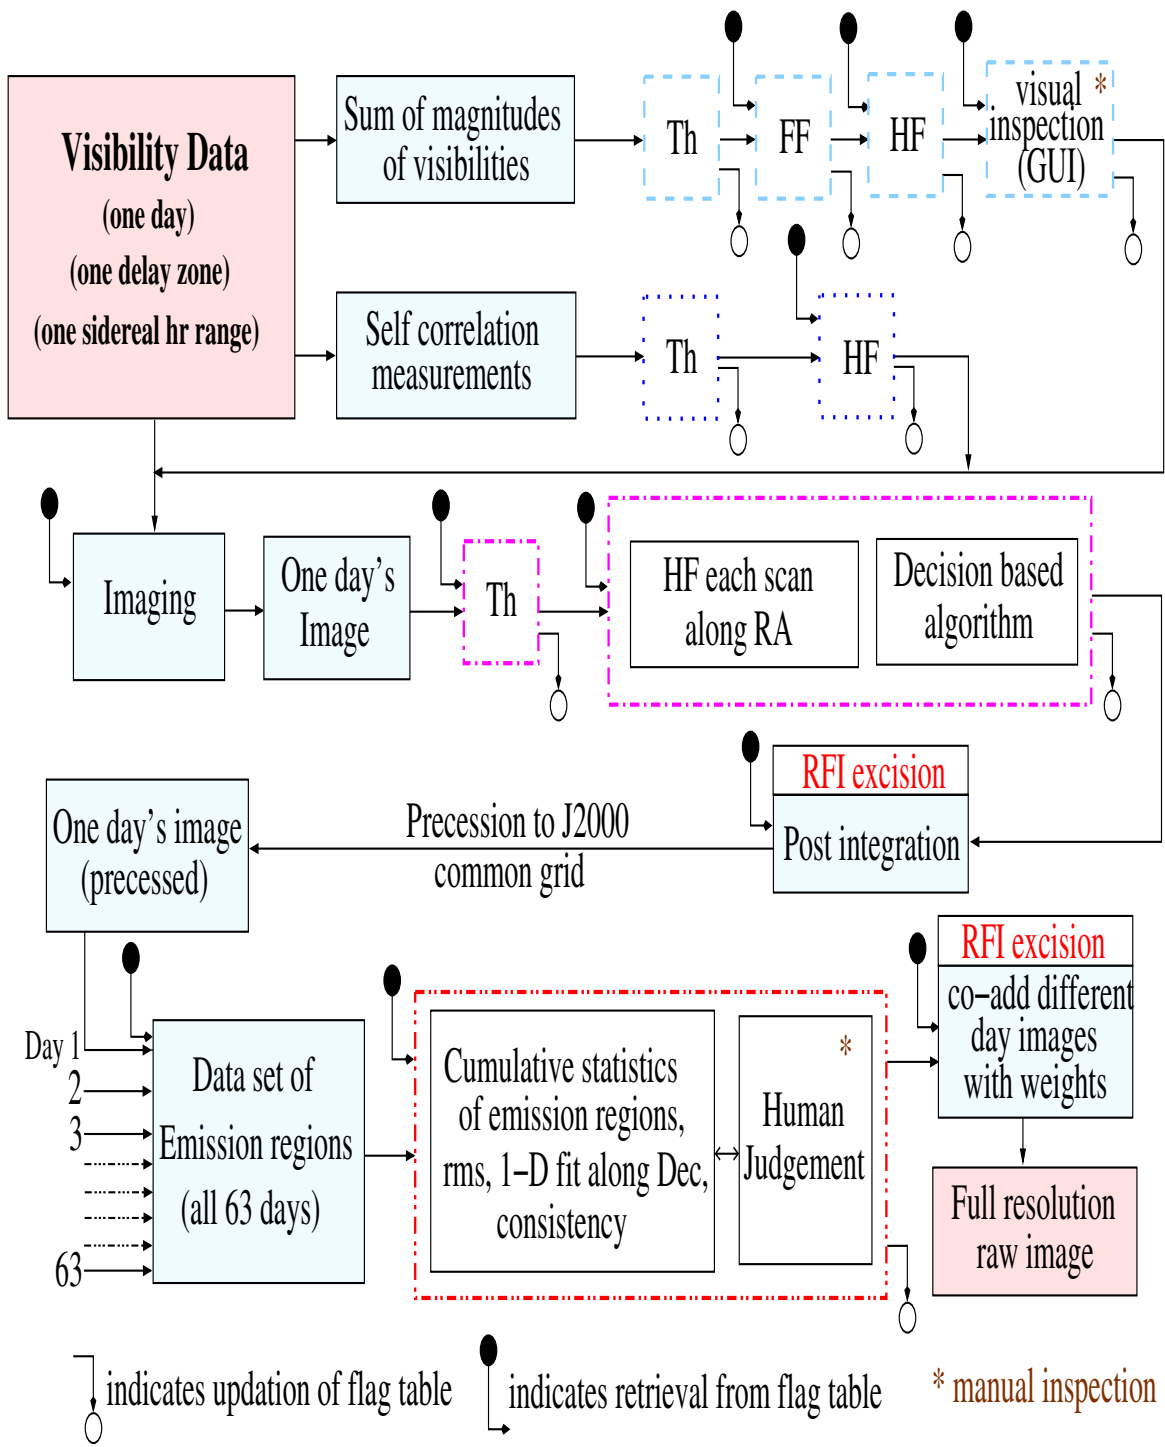 Visibility Data
(one day)
(one delay zone)
(one sidereal hr range)
Sum of magnitudes
of visibilities
Th
FF
HF
visual *
inspection
(GUI)
Self correlation
measurements
Th
HF
Imaging
One day's
Image
Th
HF each scan
along RA
Decision based
algorithm
RFI excision
Post integration
Precession to J2000
common grid
One day's image
(precessed)
Day 1
2
3
63
Data set of
Emission regions
(all 63 days)
Cumulative statistics
of emission regions,
rms, 1-D fit along Dec,
consistency
*
Human
Judgement
RFI excision
co-add different
day images
with weights
Full resolution
raw image
indicates updation of flag table
indicates retrieval from flag table
* manual inspection